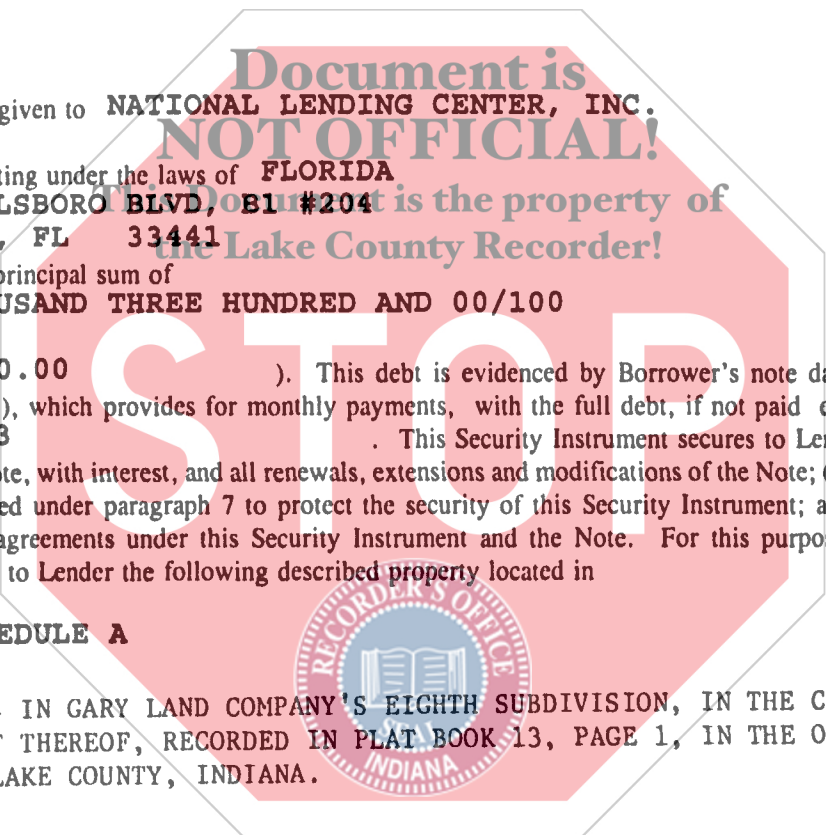 Document is
given to NATIONAL LENDING CENTER, INC.
NOT OFFICIAL!
ting under the laws of FLORIDA
This Document is the property of
LSBORO BLVD, B1 #204
, FL 33441
the Lake County Recorder!
principal sum of
USAND THREE HUNDRED AND 00/100
STOP
0.00 ). This debt is evidenced by Borrower's note da
), which provides for monthly payments, with the full debt, if not paid e
3 . This Security Instrument secures to Len
ote, with interest, and all renewals, extensions and modifications of the Note; (
ed under paragraph 7 to protect the security of this Security Instrument; a
agreements under this Security Instrument and the Note. For this purpo
to Lender the following described property located in
RECORDER'S OFFICE
EDULE A
IN GARY LAND COMPANY'S EIGHTH SUBDIVISION, IN THE C
T THEREOF, RECORDED IN PLAT BOOK 13, PAGE 1, IN THE O
SEAL
LAKE COUNTY, INDIANA.
INDIANA